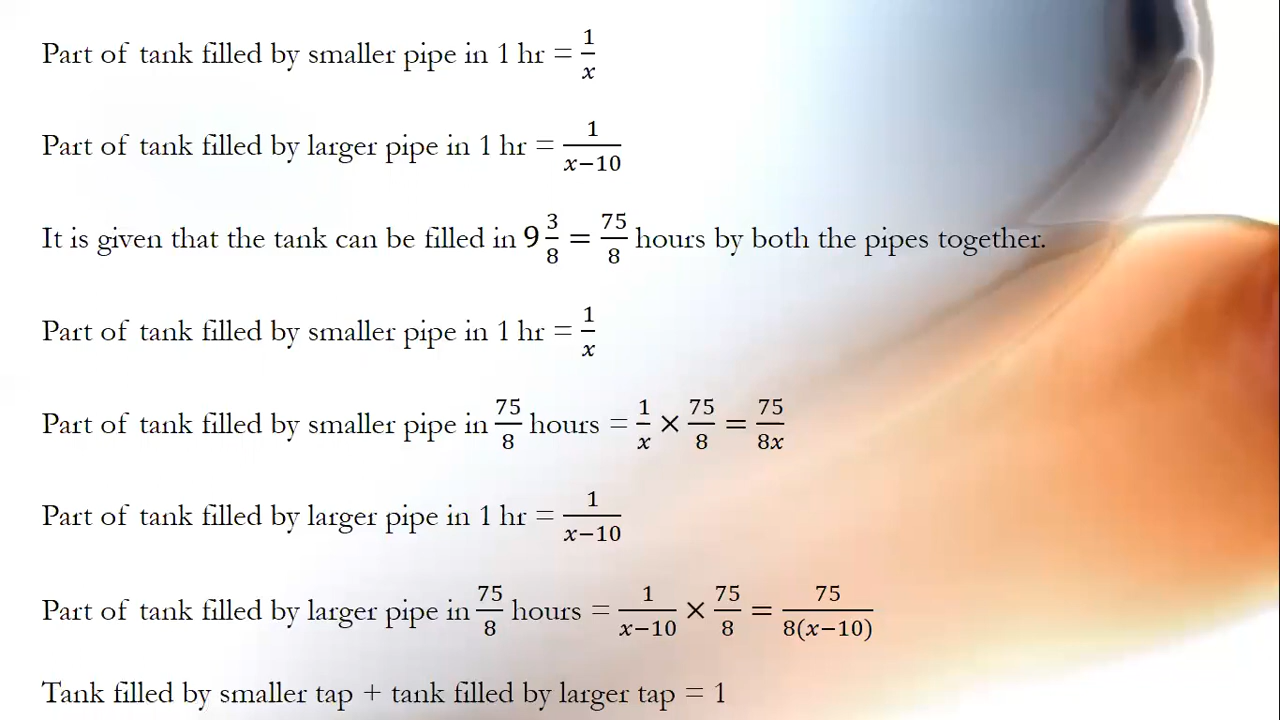 Part of tank filled by smaller pipe in 1 hr = 1/x
Part of tank filled by larger pipe in 1 hr = 1/(x−10)
It is given that the tank can be filled in 9 3/8 = 75/8 hours by both the pipes together.
Part of tank filled by smaller pipe in 1 hr = 1/x
Part of tank filled by smaller pipe in 75/8 hours = 1/x × 75/8 = 75/8x
Part of tank filled by larger pipe in 1 hr = 1/(x−10)
Part of tank filled by larger pipe in 75/8 hours = 1/(x−10) × 75/8 = 75/8(x−10)
Tank filled by smaller tap + tank filled by larger tap = 1